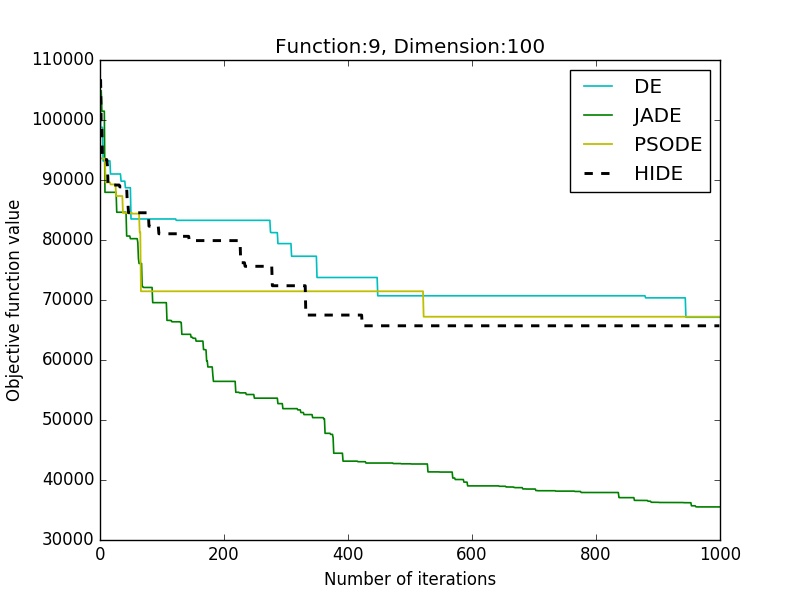 Function:9, Dimension:100
Objective function value
110000
100000
90000
80000
70000
60000
50000
40000
30000
DE
JADE
PSODE
HIDE
0
200
400
600
800
1000
Number of iterations